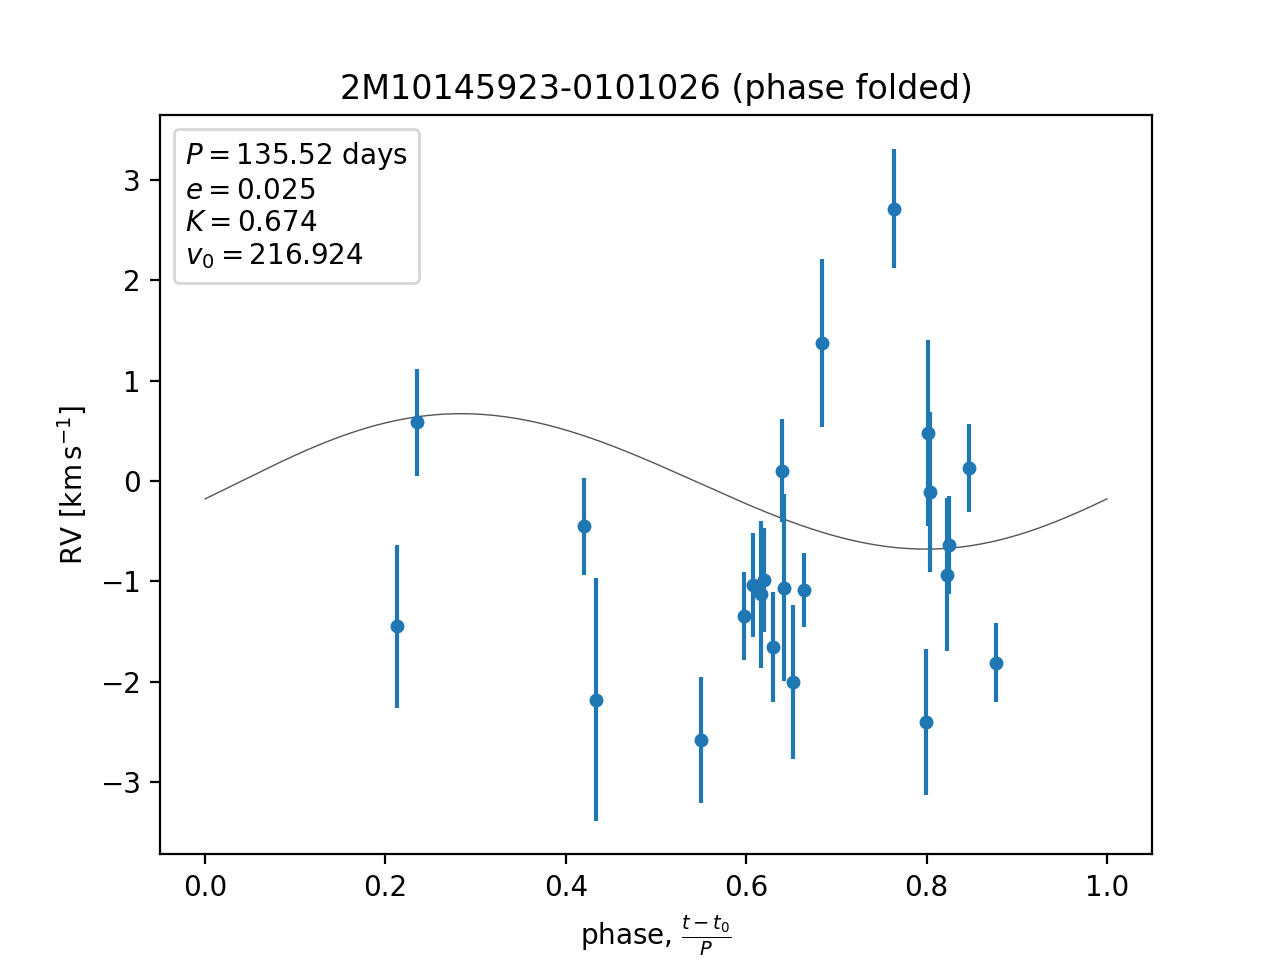 2M10145923-0101026 (phase folded)
P = 135.52 days
e = 0.025
K = 0.674
v₀ = 216.924
3
2
1
0
−1
−2
−3
RV [km s⁻¹]
0.0 0.2 0.4 0.6 0.8 1.0
phase, (t − t₀)/P